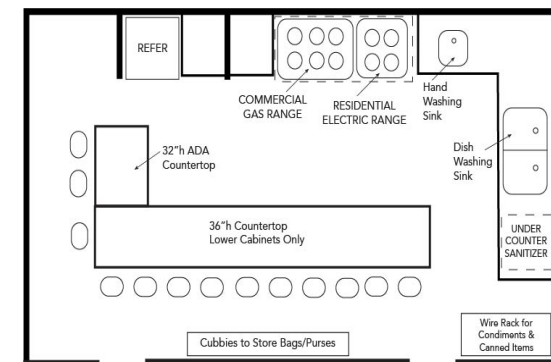 REFER
COMMERCIAL
GAS RANGE
RESIDENTIAL
ELECTRIC RANGE
Hand
Washing
Sink
32"h ADA
Countertop
Dish
Washing
Sink
36"h Countertop
Lower Cabinets Only
UNDER
COUNTER
SANITIZER
Cubbies to Store Bags/Purses
Wire Rack for
Condiments &
Canned Items